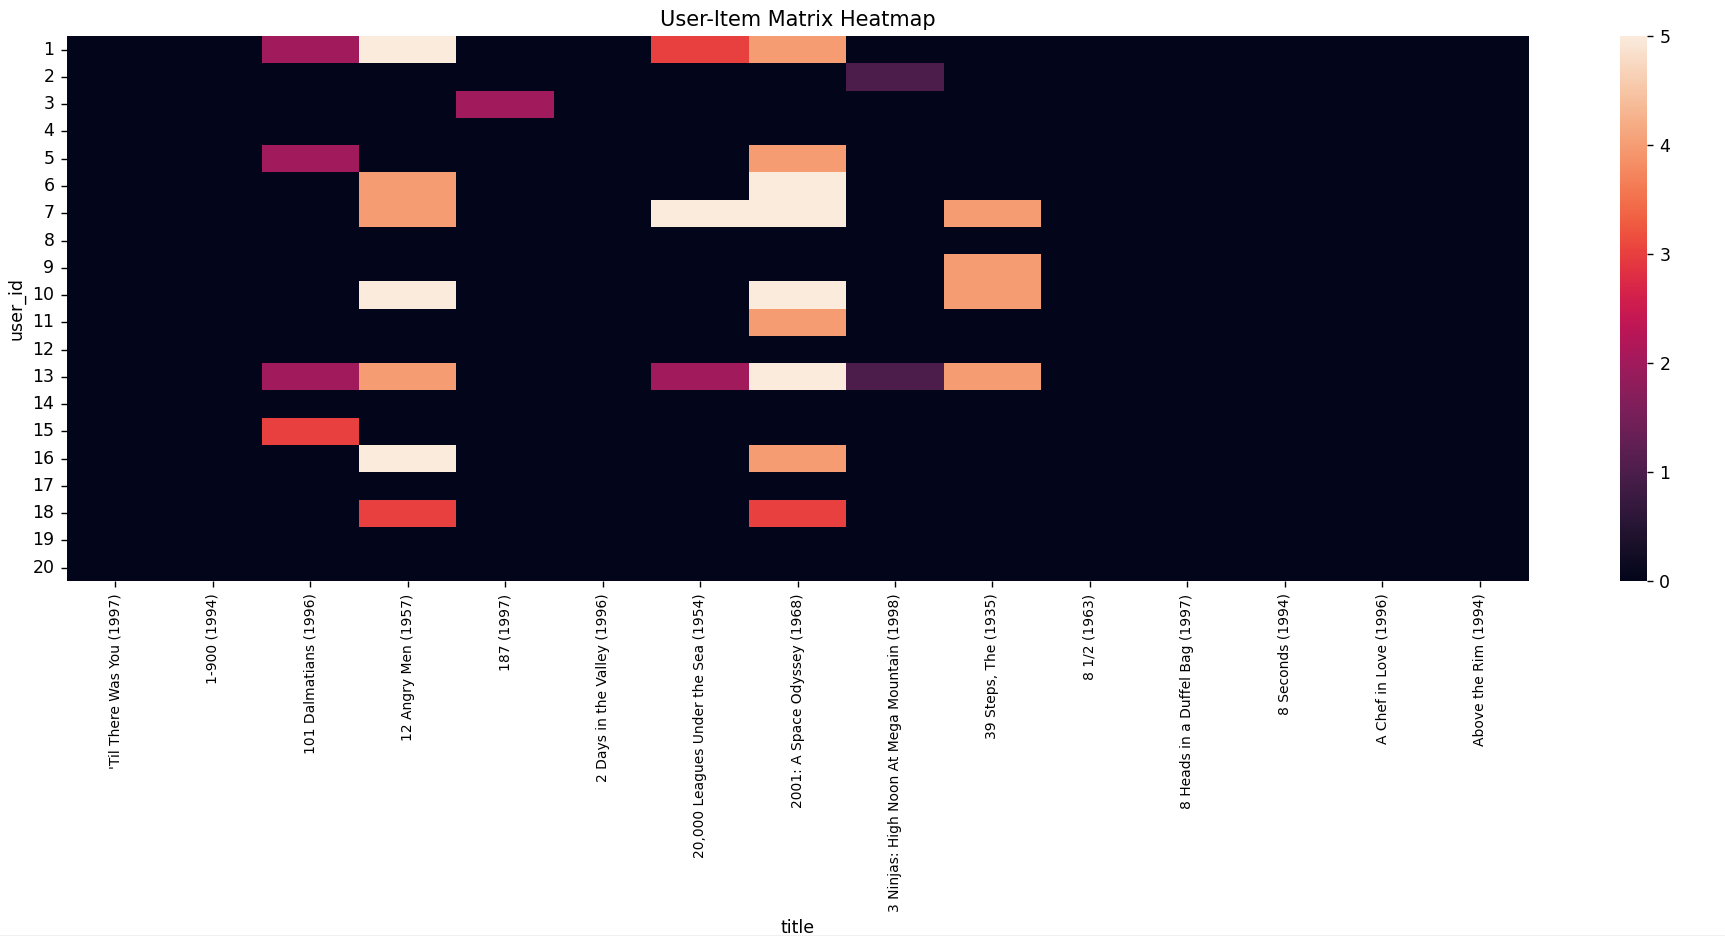 User-Item Matrix Heatmap
user_id
1
2
3
4
5
6
7
8
9
10
11
12
13
14
15
16
17
18
19
20
'Til There Was You (1997)
1-900 (1994)
101 Dalmatians (1996)
12 Angry Men (1957)
187 (1997)
2 Days in the Valley (1996)
20,000 Leagues Under the Sea (1954)
2001: A Space Odyssey (1968)
3 Ninjas: High Noon At Mega Mountain (1998)
39 Steps, The (1935)
8 1/2 (1963)
8 Heads in a Duffel Bag (1997)
8 Seconds (1994)
A Chef in Love (1996)
Above the Rim (1994)
title
5
4
3
2
1
0